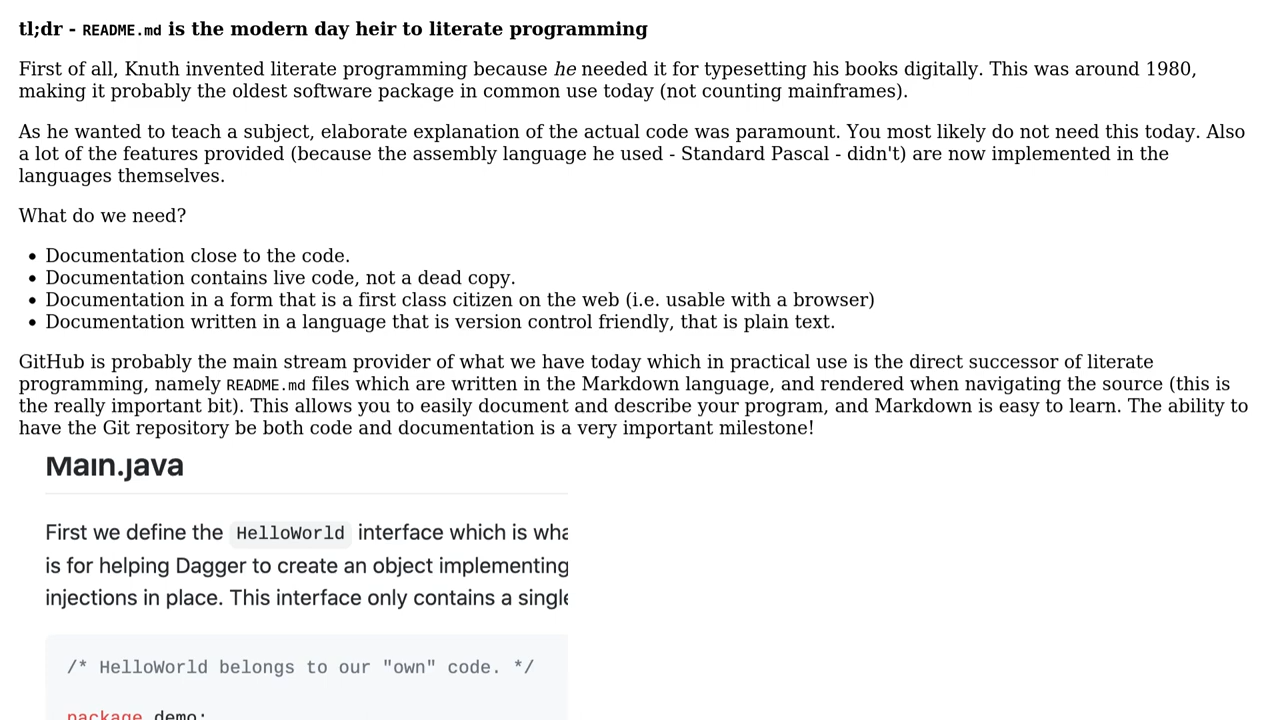 tl;dr - README.md is the modern day heir to literate programming
First of all, Knuth invented literate programming because he needed it for typesetting his books digitally. This was around 1980,
making it probably the oldest software package in common use today (not counting mainframes).
As he wanted to teach a subject, elaborate explanation of the actual code was paramount. You most likely do not need this today. Also
a lot of the features provided (because the assembly language he used - Standard Pascal - didn't) are now implemented in the
languages themselves.
What do we need?
• Documentation close to the code.
• Documentation contains live code, not a dead copy.
• Documentation in a form that is a first class citizen on the web (i.e. usable with a browser)
• Documentation written in a language that is version control friendly, that is plain text.
GitHub is probably the main stream provider of what we have today which in practical use is the direct successor of literate
programming, namely README.md files which are written in the Markdown language, and rendered when navigating the source (this is
the really important bit). This allows you to easily document and describe your program, and Markdown is easy to learn. The ability to
have the Git repository be both code and documentation is a very important milestone!
Main.java
First we define the HelloWorld interface which is
is for helping Dagger to create an object implementing
injections in place. This interface only contains a
/* HelloWorld belongs to our "own" code. */
package demo;